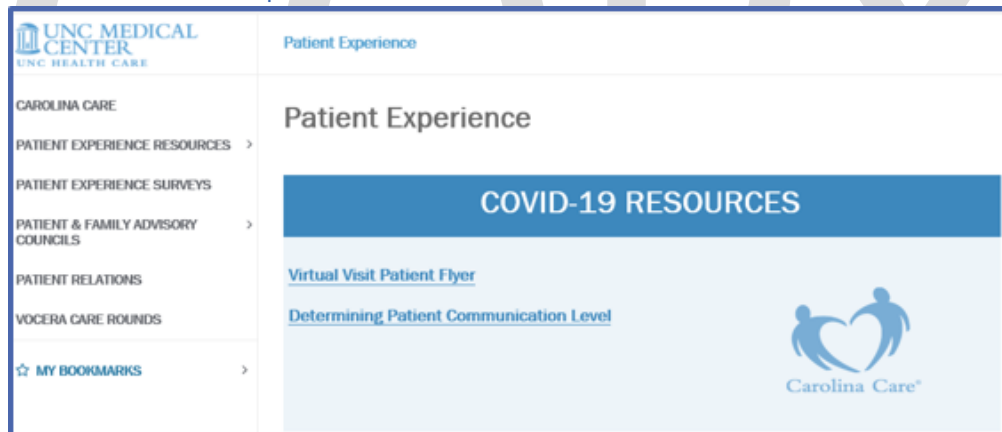 UNC MEDICAL
CENTER
UNC HEALTH CARE
CAROLINA CARE
PATIENT EXPERIENCE RESOURCES >
PATIENT EXPERIENCE SURVEYS
PATIENT & FAMILY ADVISORY >
COUNCILS
PATIENT RELATIONS
VOCERA CARE ROUNDS
☆ MY BOOKMARKS >
Patient Experience
Patient Experience
COVID-19 RESOURCES
Virtual Visit Patient Flyer
Determining Patient Communication Level
Carolina Care®